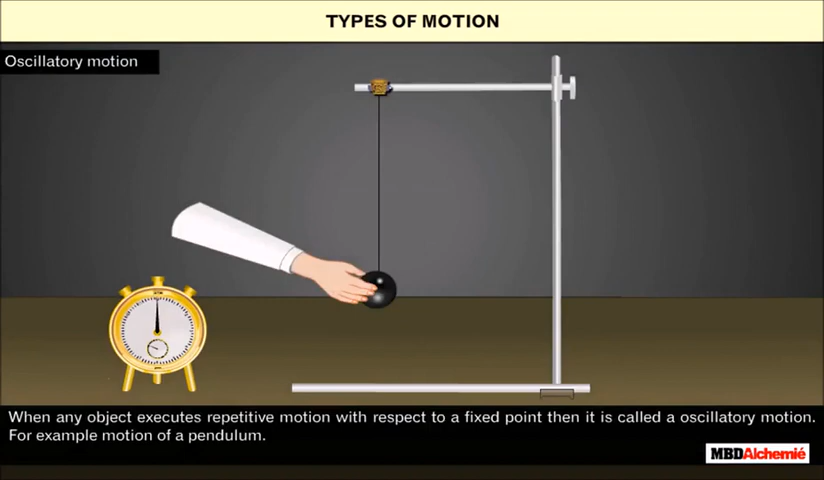 TYPES OF MOTION
Oscillatory motion
When any object executes repetitive motion with respect to a fixed point then it is called a oscillatory motion.
For example motion of a pendulum.
MBDAlchemié